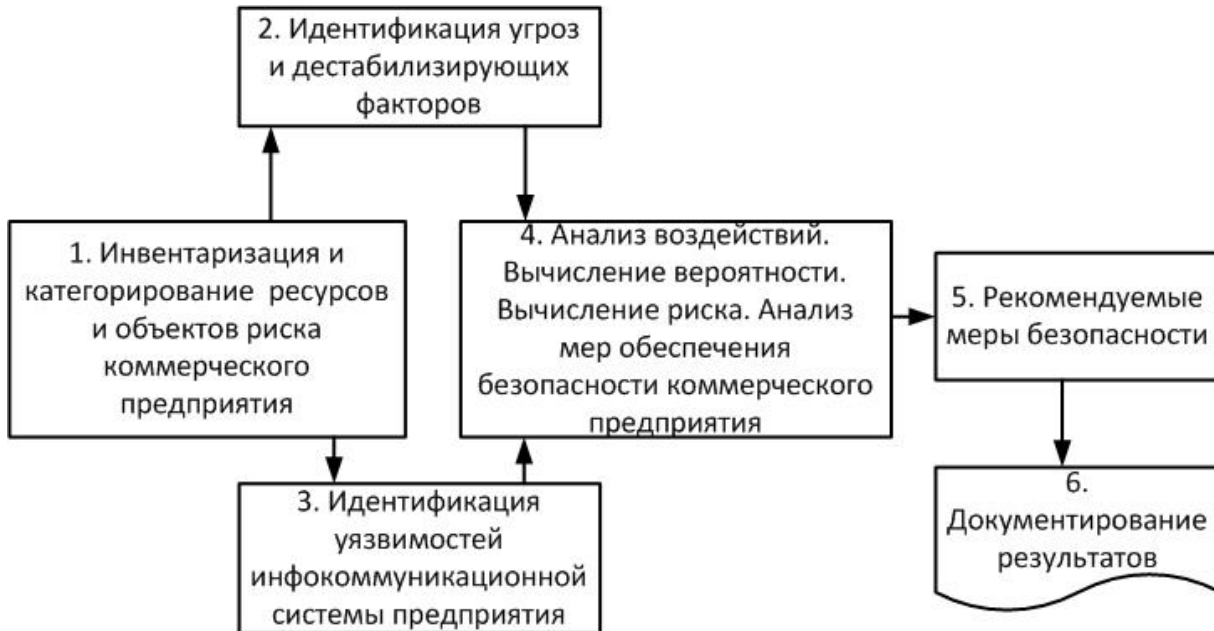 2. Идентификация угроз
и дестабилизирующих
факторов
1. Инвентаризация и
категорирование ресурсов
и объектов риска
коммерческого
предприятия
4. Анализ воздействий.
Вычисление вероятности.
Вычисление риска. Анализ
мер обеспечения
безопасности коммерческого
предприятия
5. Рекомендуемые
меры безопасности
3. Идентификация
уязвимостей
инфокоммуникационной
системы предприятия
6.
Документирование
результатов